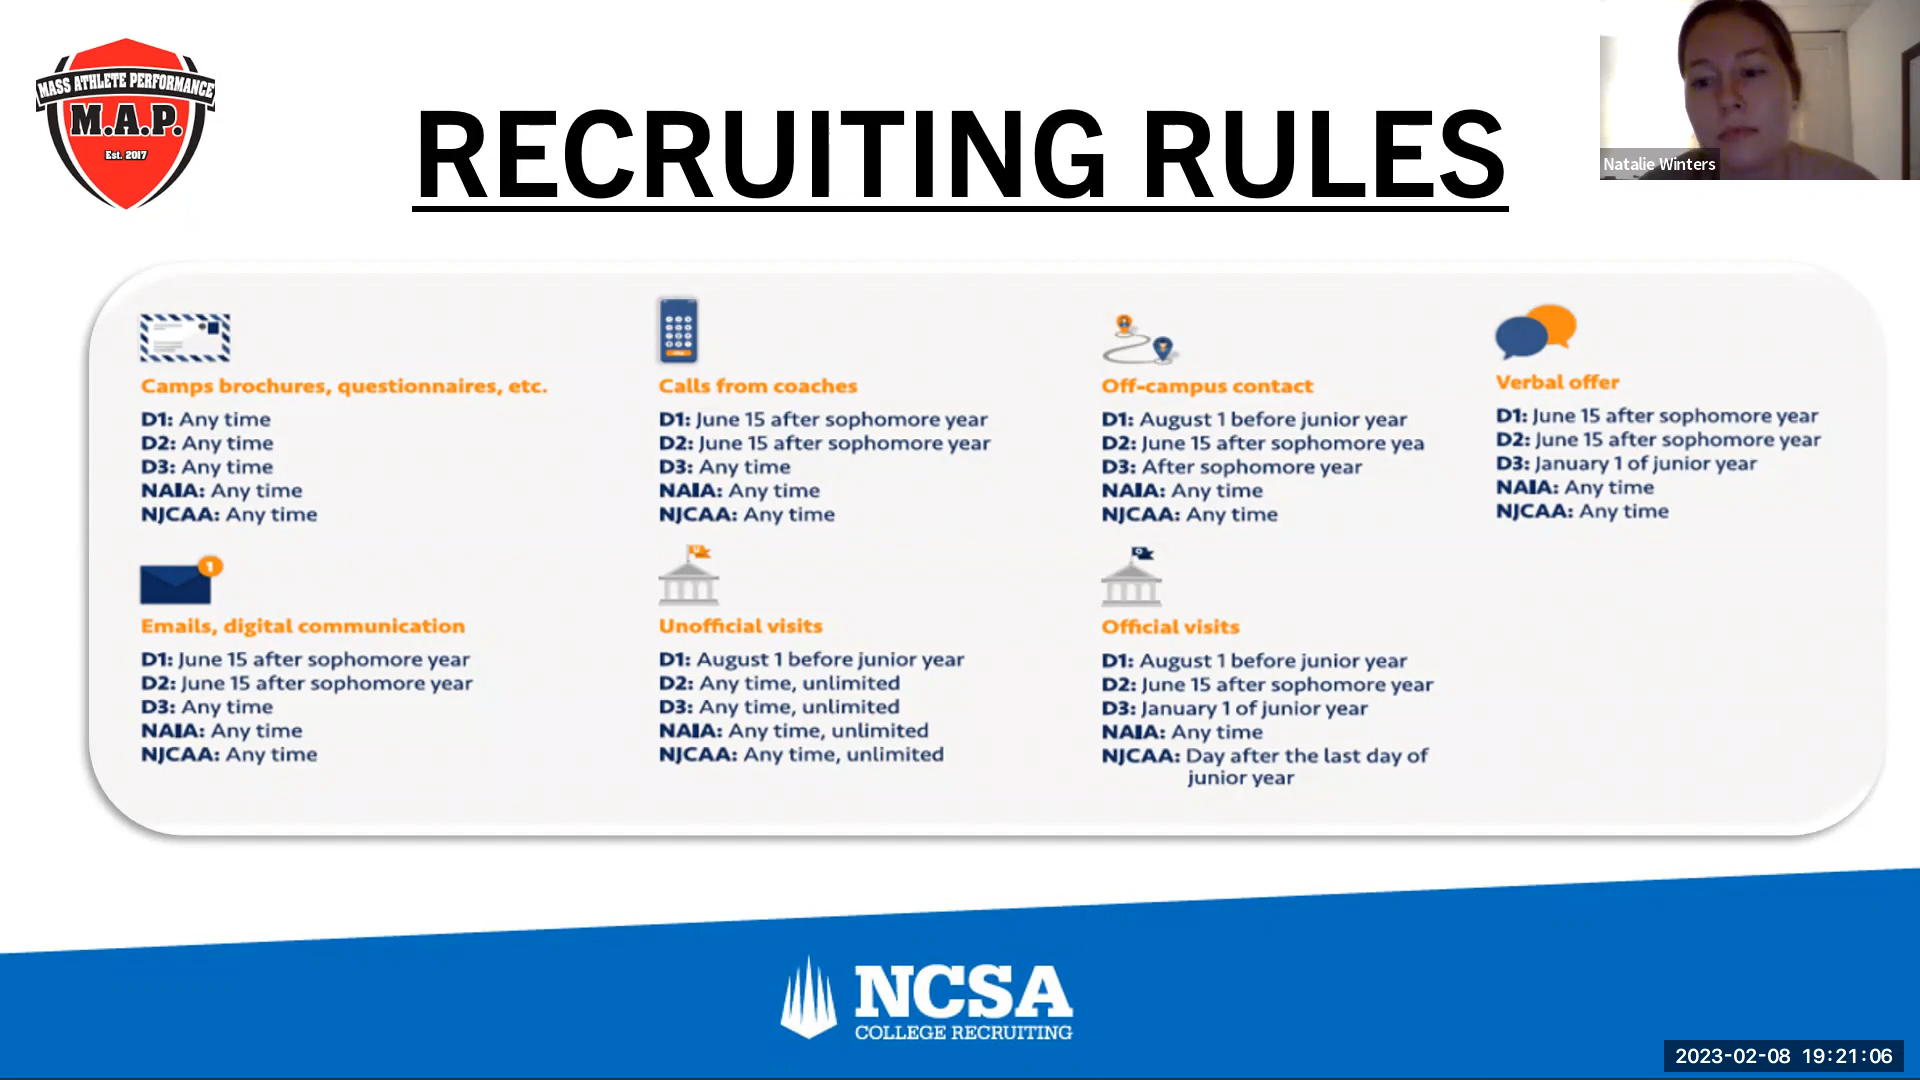 MASS ATHLETE PERFORMANCE
M.A.P.
Est. 2017
RECRUITING RULES
Natalie Winters
Camps brochures, questionnaires, etc.
D1: Any time
D2: Any time
D3: Any time
NAIA: Any time
NJCAA: Any time
Calls from coaches
D1: June 15 after sophomore year
D2: June 15 after sophomore year
D3: Any time
NAIA: Any time
NJCAA: Any time
Off-campus contact
D1: August 1 before junior year
D2: June 15 after sophomore yea
D3: After sophomore year
NAIA: Any time
NJCAA: Any time
Verbal offer
D1: June 15 after sophomore year
D2: June 15 after sophomore year
D3: January 1 of junior year
NAIA: Any time
NJCAA: Any time
1
Emails, digital communication
D1: June 15 after sophomore year
D2: June 15 after sophomore year
D3: Any time
NAIA: Any time
NJCAA: Any time
Unofficial visits
D1: August 1 before junior year
D2: Any time, unlimited
D3: Any time, unlimited
NAIA: Any time, unlimited
NJCAA: Any time, unlimited
Official visits
D1: August 1 before junior year
D2: June 15 after sophomore year
D3: January 1 of junior year
NAIA: Any time
NJCAA: Day after the last day of
junior year
NCSA
COLLEGE RECRUITING
2023-02-08 19:21:06